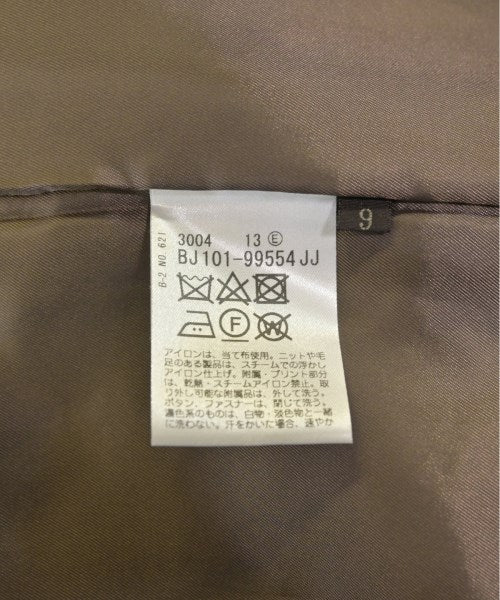 B-2 NO. 621
3004 13 Ⓔ
BJ101-99554JJ
F W
アイロンは、当て布使用。ニットや毛
足のある製品は、スチームでの浮かし
アイロン仕上げ。附属・プリント部分
は、乾熱・スチームアイロン禁止。取
り外し可能な附属品は、外して洗う。
ボタン、ファスナーは、閉じて洗う。
濃色系のものは、白物・淡色物と一緒
に洗わない。汗をかいた場合、速やか
9